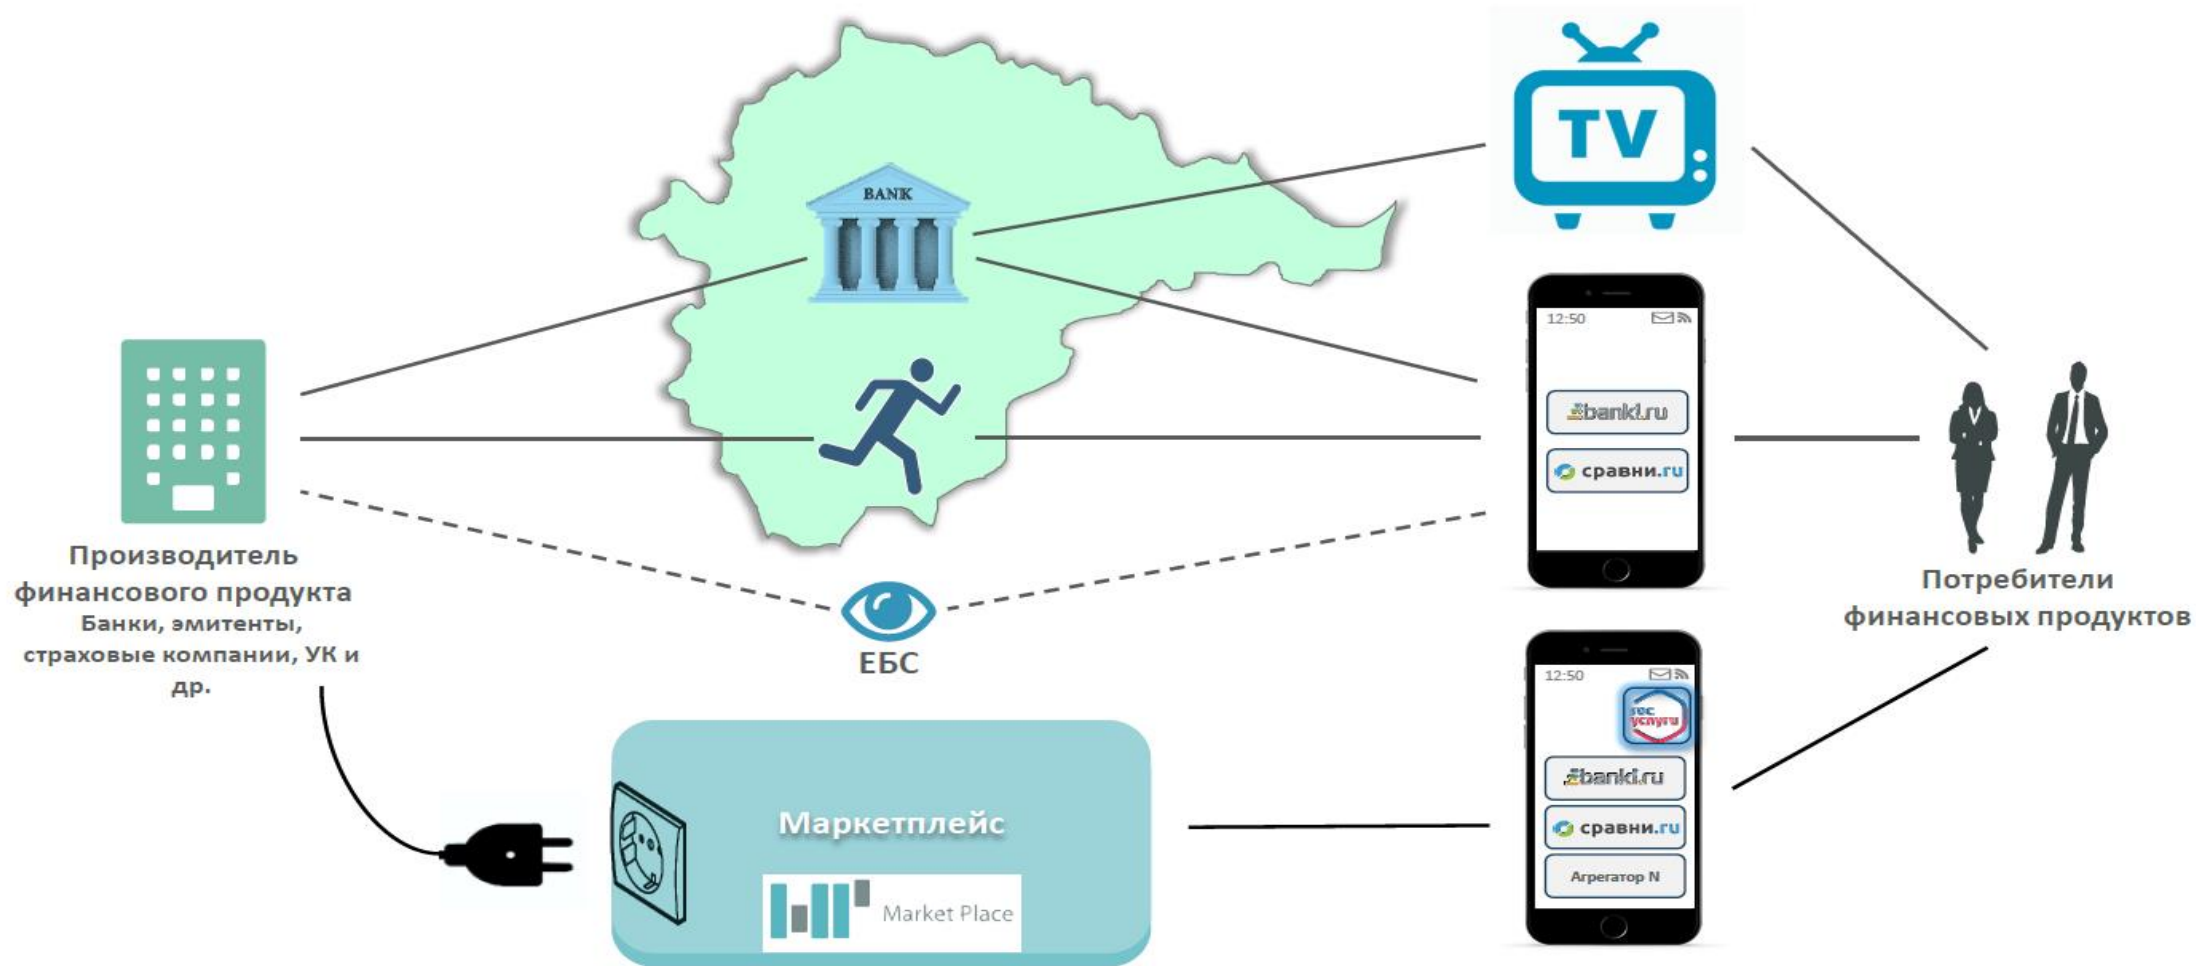 BANK
TV
12:50
banki.ru
сравни.ru
Производитель
финансового продукта
Банки, эмитенты,
страховые компании, УК и
др.
ЕБС
Потребители
финансовых продуктов
12:50
гос
услуги
banki.ru
сравни.ru
Агрегатор N
Маркетплейс
Market Place